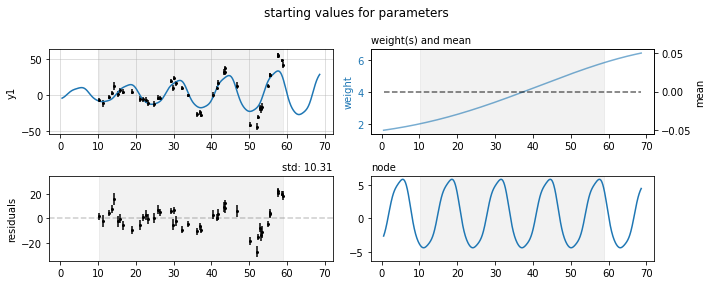 starting values for parameters
y1
50
0
−50
0 10 20 30 40 50 60 70
weight(s) and mean
weight
6
4
2
mean
0.05
0.00
−0.05
0 10 20 30 40 50 60 70
std: 10.31
residuals
20
0
−20
0 10 20 30 40 50 60 70
node
5
0
−5
0 10 20 30 40 50 60 70